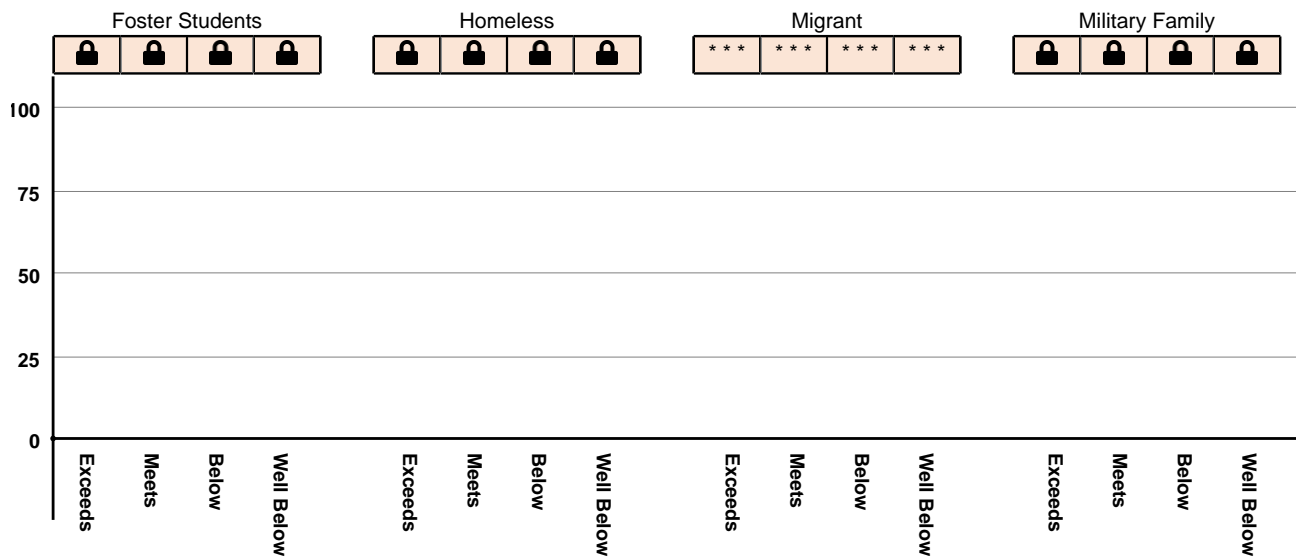 Foster Students Homeless Migrant Military Family
* * * * * * * * * * * *
100
75
50
25
0
Exceeds Meets Below Well Below Exceeds Meets Below Well Below Exceeds Meets Below Well Below Exceeds Meets Below Well Below